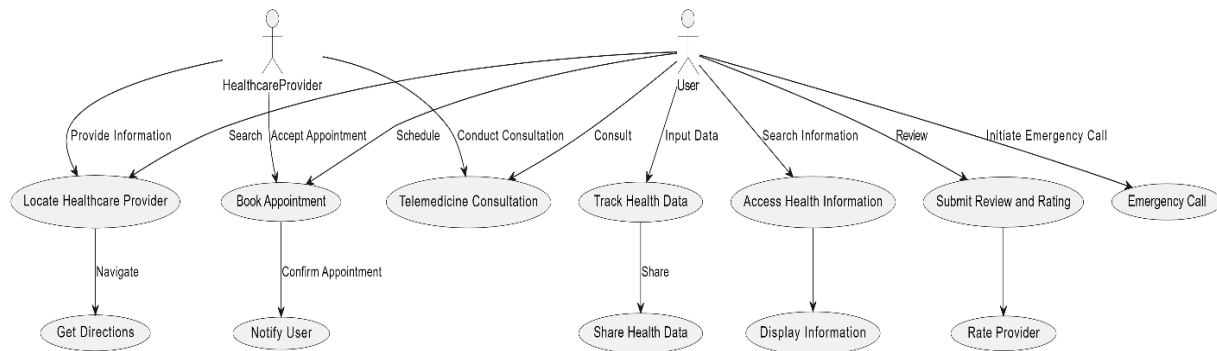 HealthcareProvider
User
Provide Information
Search
Accept Appointment
Schedule
Conduct Consultation
Consult
Input Data
Search Information
Review
Initiate Emergency Call
Locate Healthcare Provider
Book Appointment
Telemedicine Consultation
Track Health Data
Access Health Information
Submit Review and Rating
Emergency Call
Navigate
Confirm Appointment
Share
Get Directions
Notify User
Share Health Data
Display Information
Rate Provider